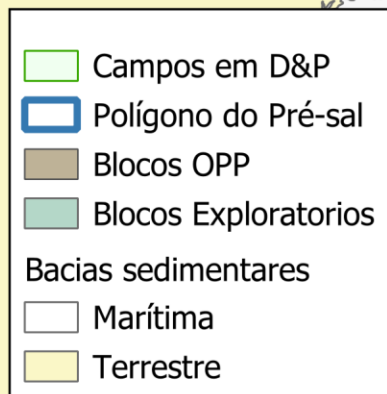 Campos em D&P
Polígono do Pré-sal
Blocos OPP
Blocos Exploratorios
Bacias sedimentares
Marítima
Terrestre